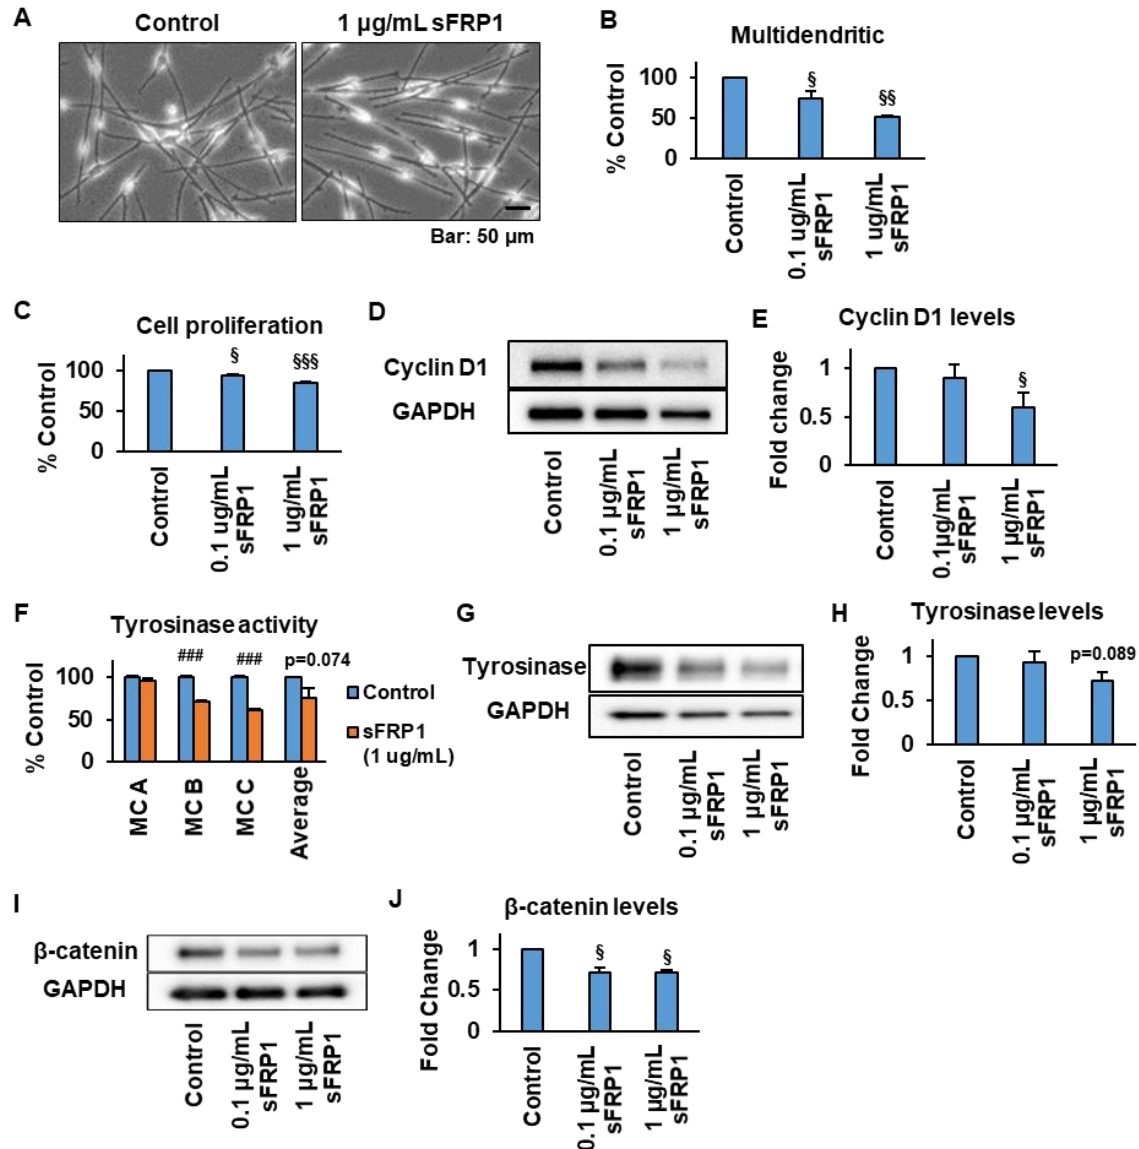 A
Control
1 µg/mL sFRP1
Bar: 50 µm
B
Multidendritic
% Control
100
50
0
§
§§
Control
0.1 ug/mL
sFRP1
1 ug/mL
sFRP1
C
Cell proliferation
% Control
100
50
0
§
§§§
Control
0.1 ug/mL
sFRP1
1 ug/mL
sFRP1
D
Cyclin D1
GAPDH
Control
0.1 µg/mL
sFRP1
1 µg/mL
sFRP1
E
Cyclin D1 levels
Fold change
1
0.5
0
§
Control
0.1µg/mL
sFRP1
1 µg/mL
sFRP1
F
Tyrosinase activity
% Control
100
50
0
###
###
p=0.074
Control
sFRP1
(1 ug/mL)
MC A
MC B
MC C
Average
G
Tyrosinase
GAPDH
Control
0.1 µg/mL
sFRP1
1 µg/mL
sFRP1
H
Tyrosinase levels
Fold Change
1
0.5
0
p=0.089
Control
0.1 µg/mL
sFRP1
1 µg/mL
sFRP1
I
β-catenin
GAPDH
Control
0.1 µg/mL
sFRP1
1 µg/mL
sFRP1
J
β-catenin levels
Fold Change
1
0.5
0
§
§
Control
0.1 µg/mL
sFRP1
1 µg/mL
sFRP1